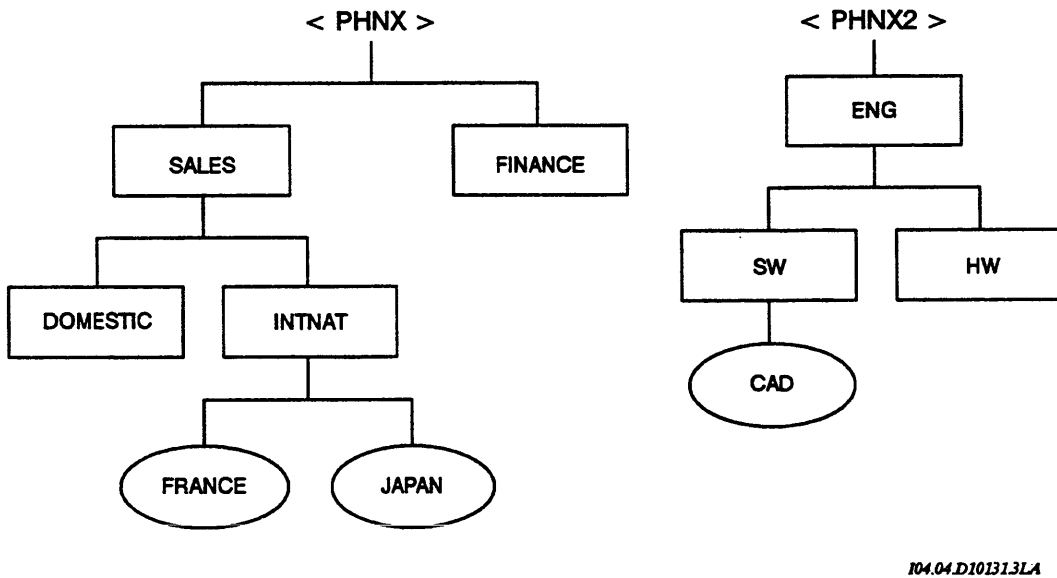 < PHNX >
< PHNX2 >
SALES
FINANCE
ENG
DOMESTIC
INTNAT
SW
HW
FRANCE
JAPAN
CAD
I04.04.D10131.3LA